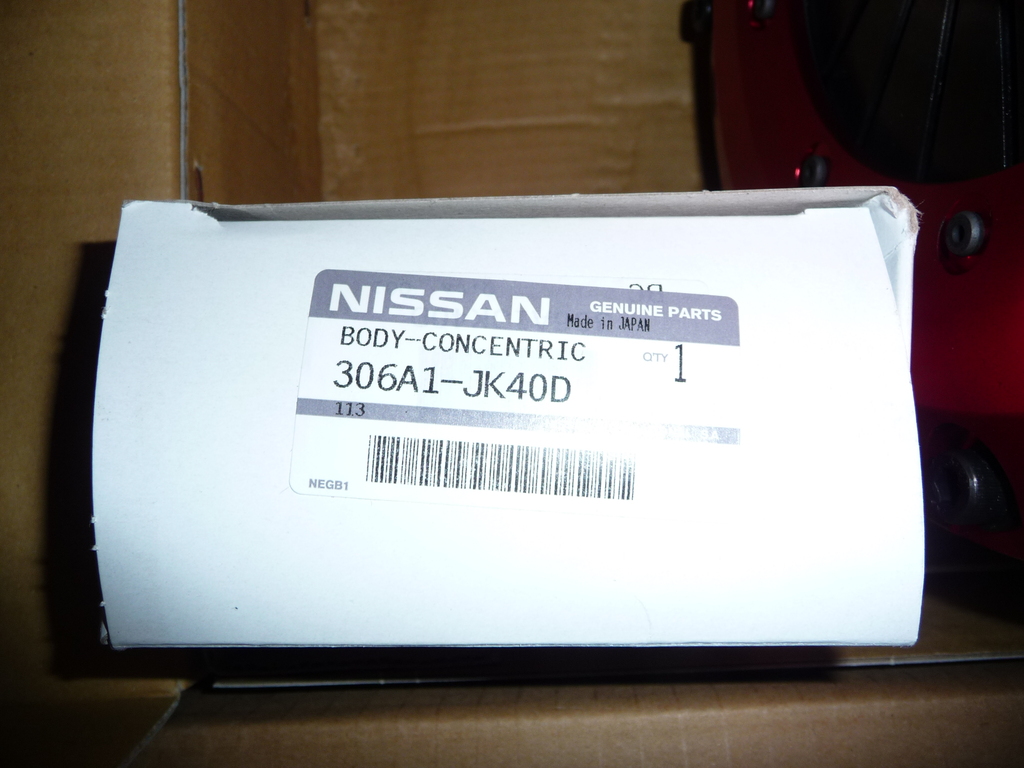 NISSAN GENUINE PARTS
Made in JAPAN
BODY-CONCENTRIC
QTY 1
306A1-JK40D
113
NEGB1